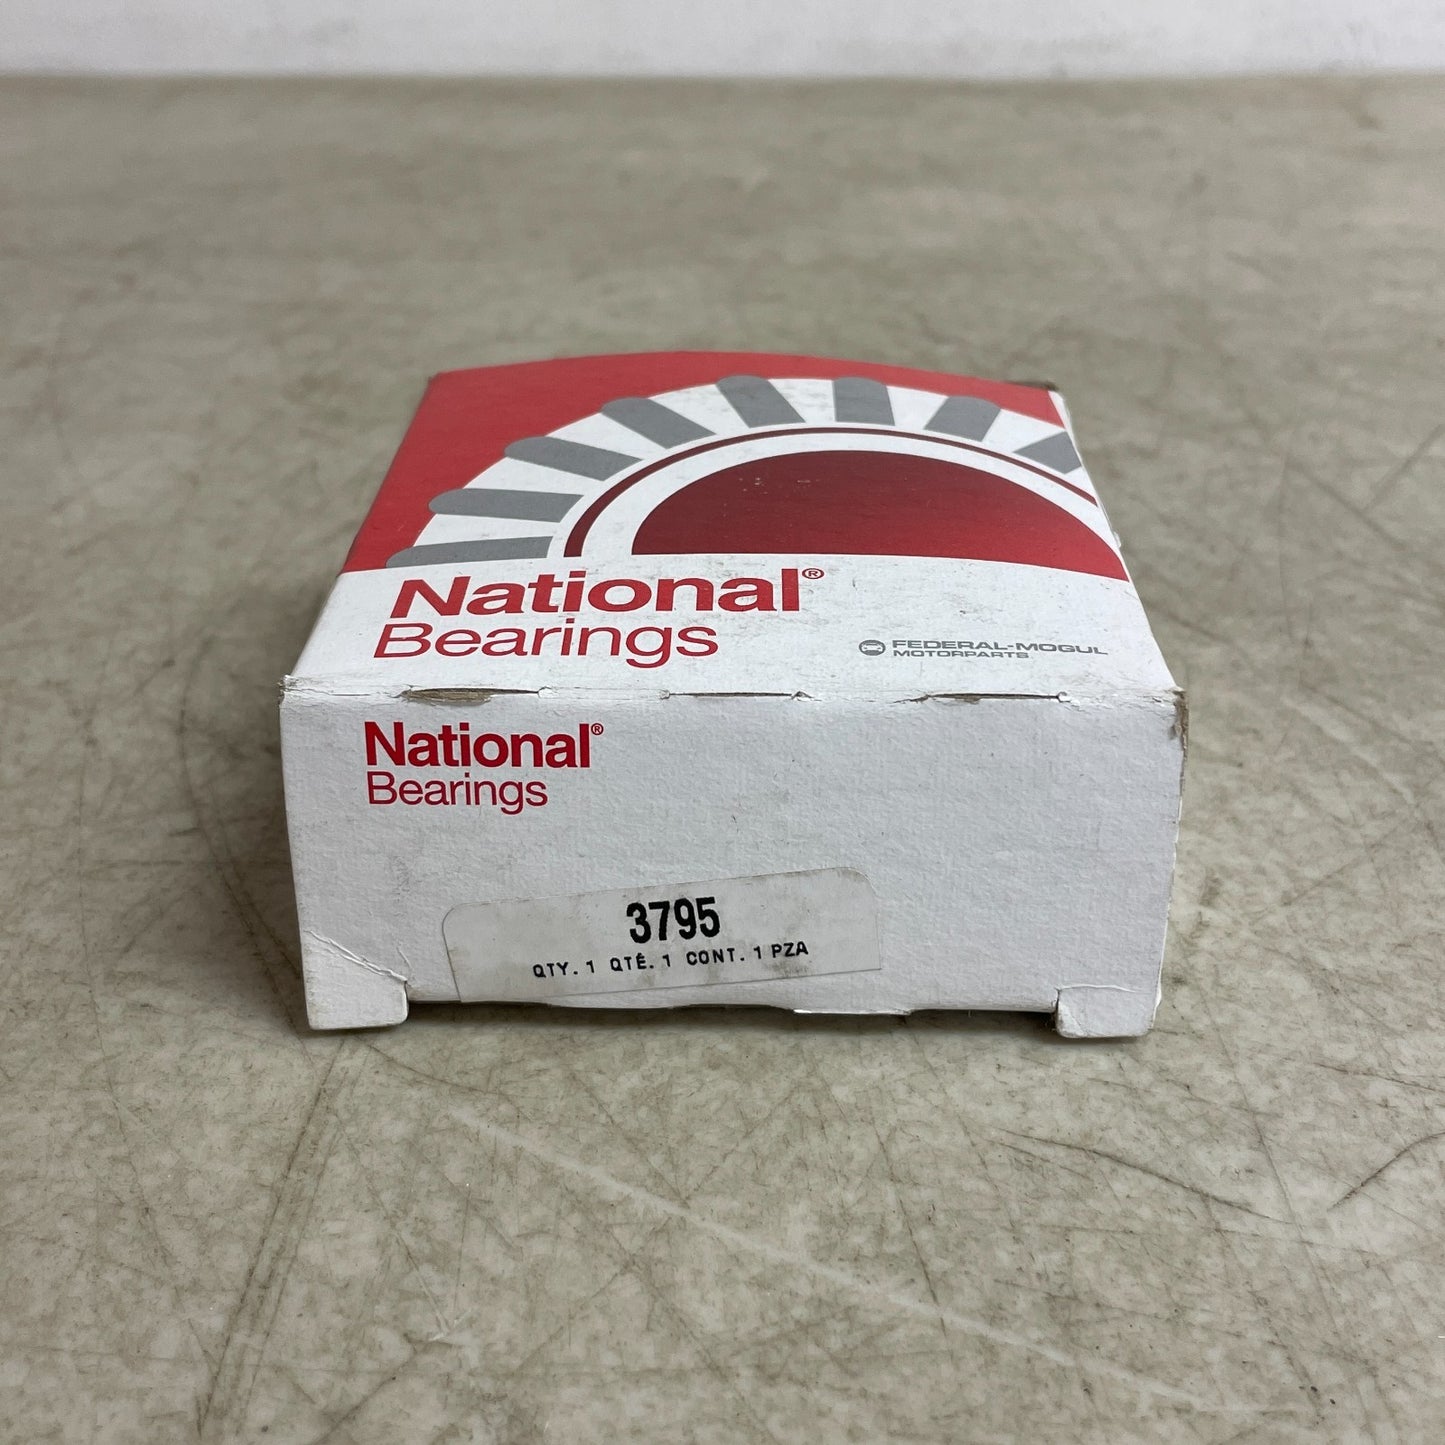 National®
Bearings
FEDERAL-MOGUL
MOTORPARTS
National®
Bearings
3795
QTY. 1 QTÉ. 1 CONT. 1 PZA